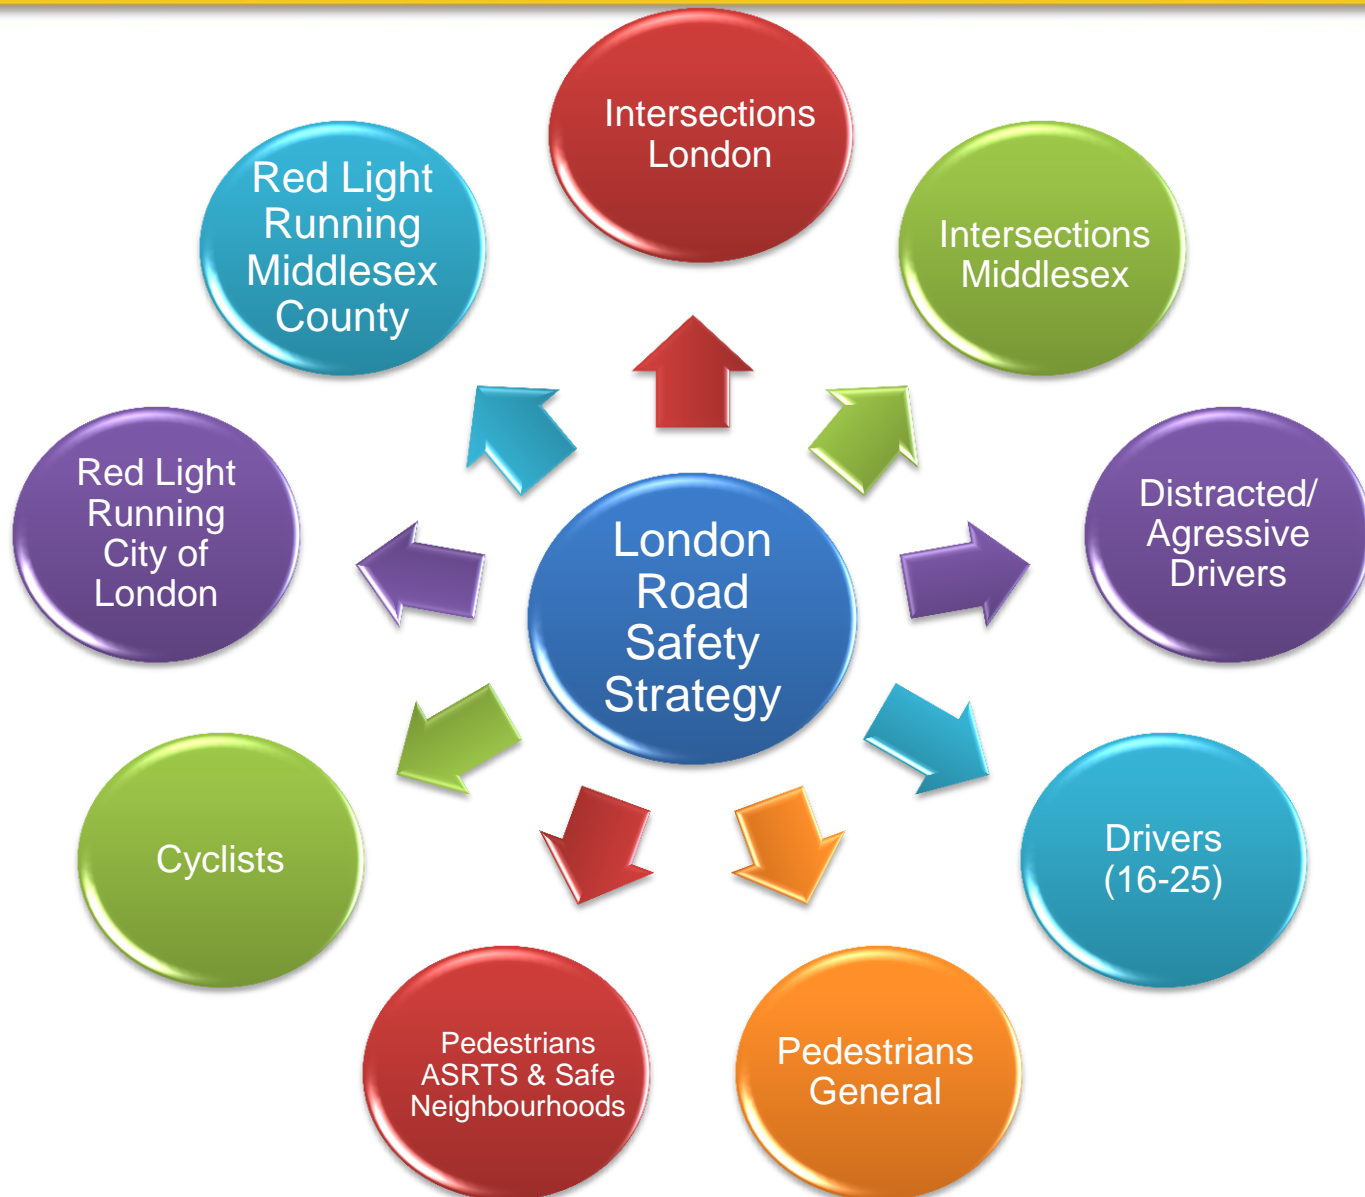 Intersections
London
Intersections
Middlesex
Distracted/
Agressive
Drivers
Drivers
(16-25)
Pedestrians
General
Pedestrians
ASRTS & Safe
Neighbourhoods
Cyclists
Red Light
Running
City of
London
Red Light
Running
Middlesex
County
London
Road
Safety
Strategy